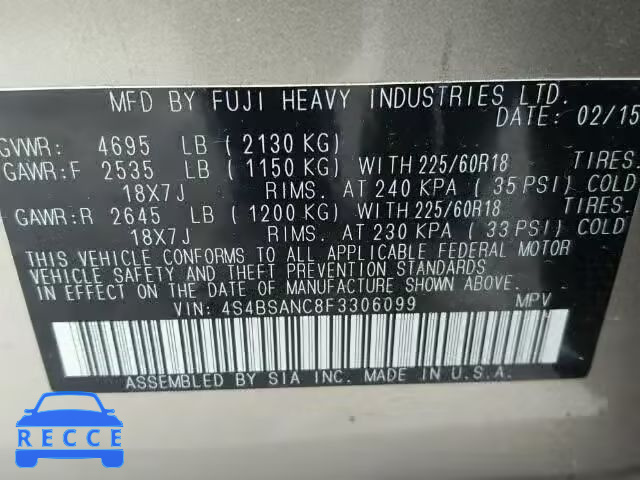 MFD BY FUJI HEAVY INDUSTRIES LTD.
DATE: 02/15
GVWR: 4695 LB ( 2130 KG)
GAWR:F 2535 LB ( 1150 KG) WITH 225/60R18 TIRES.
18X7J RIMS. AT 240 KPA ( 35 PSI) COLD
GAWR:R 2645 LB ( 1200 KG) WITH 225/60R18 TIRES.
18X7J RIMS. AT 230 KPA ( 33 PSI) COLD
THIS VEHICLE CONFORMS TO ALL APPLICABLE FEDERAL MOTOR
VEHICLE SAFETY AND THEFT PREVENTION STANDARDS
IN EFFECT ON THE DATE OF MANUFACTURE SHOWN ABOVE.
VIN: 4S4BSANC8F3306099 MPV
ASSEMBLED BY SIA INC. MADE IN U.S.A.
RECCE